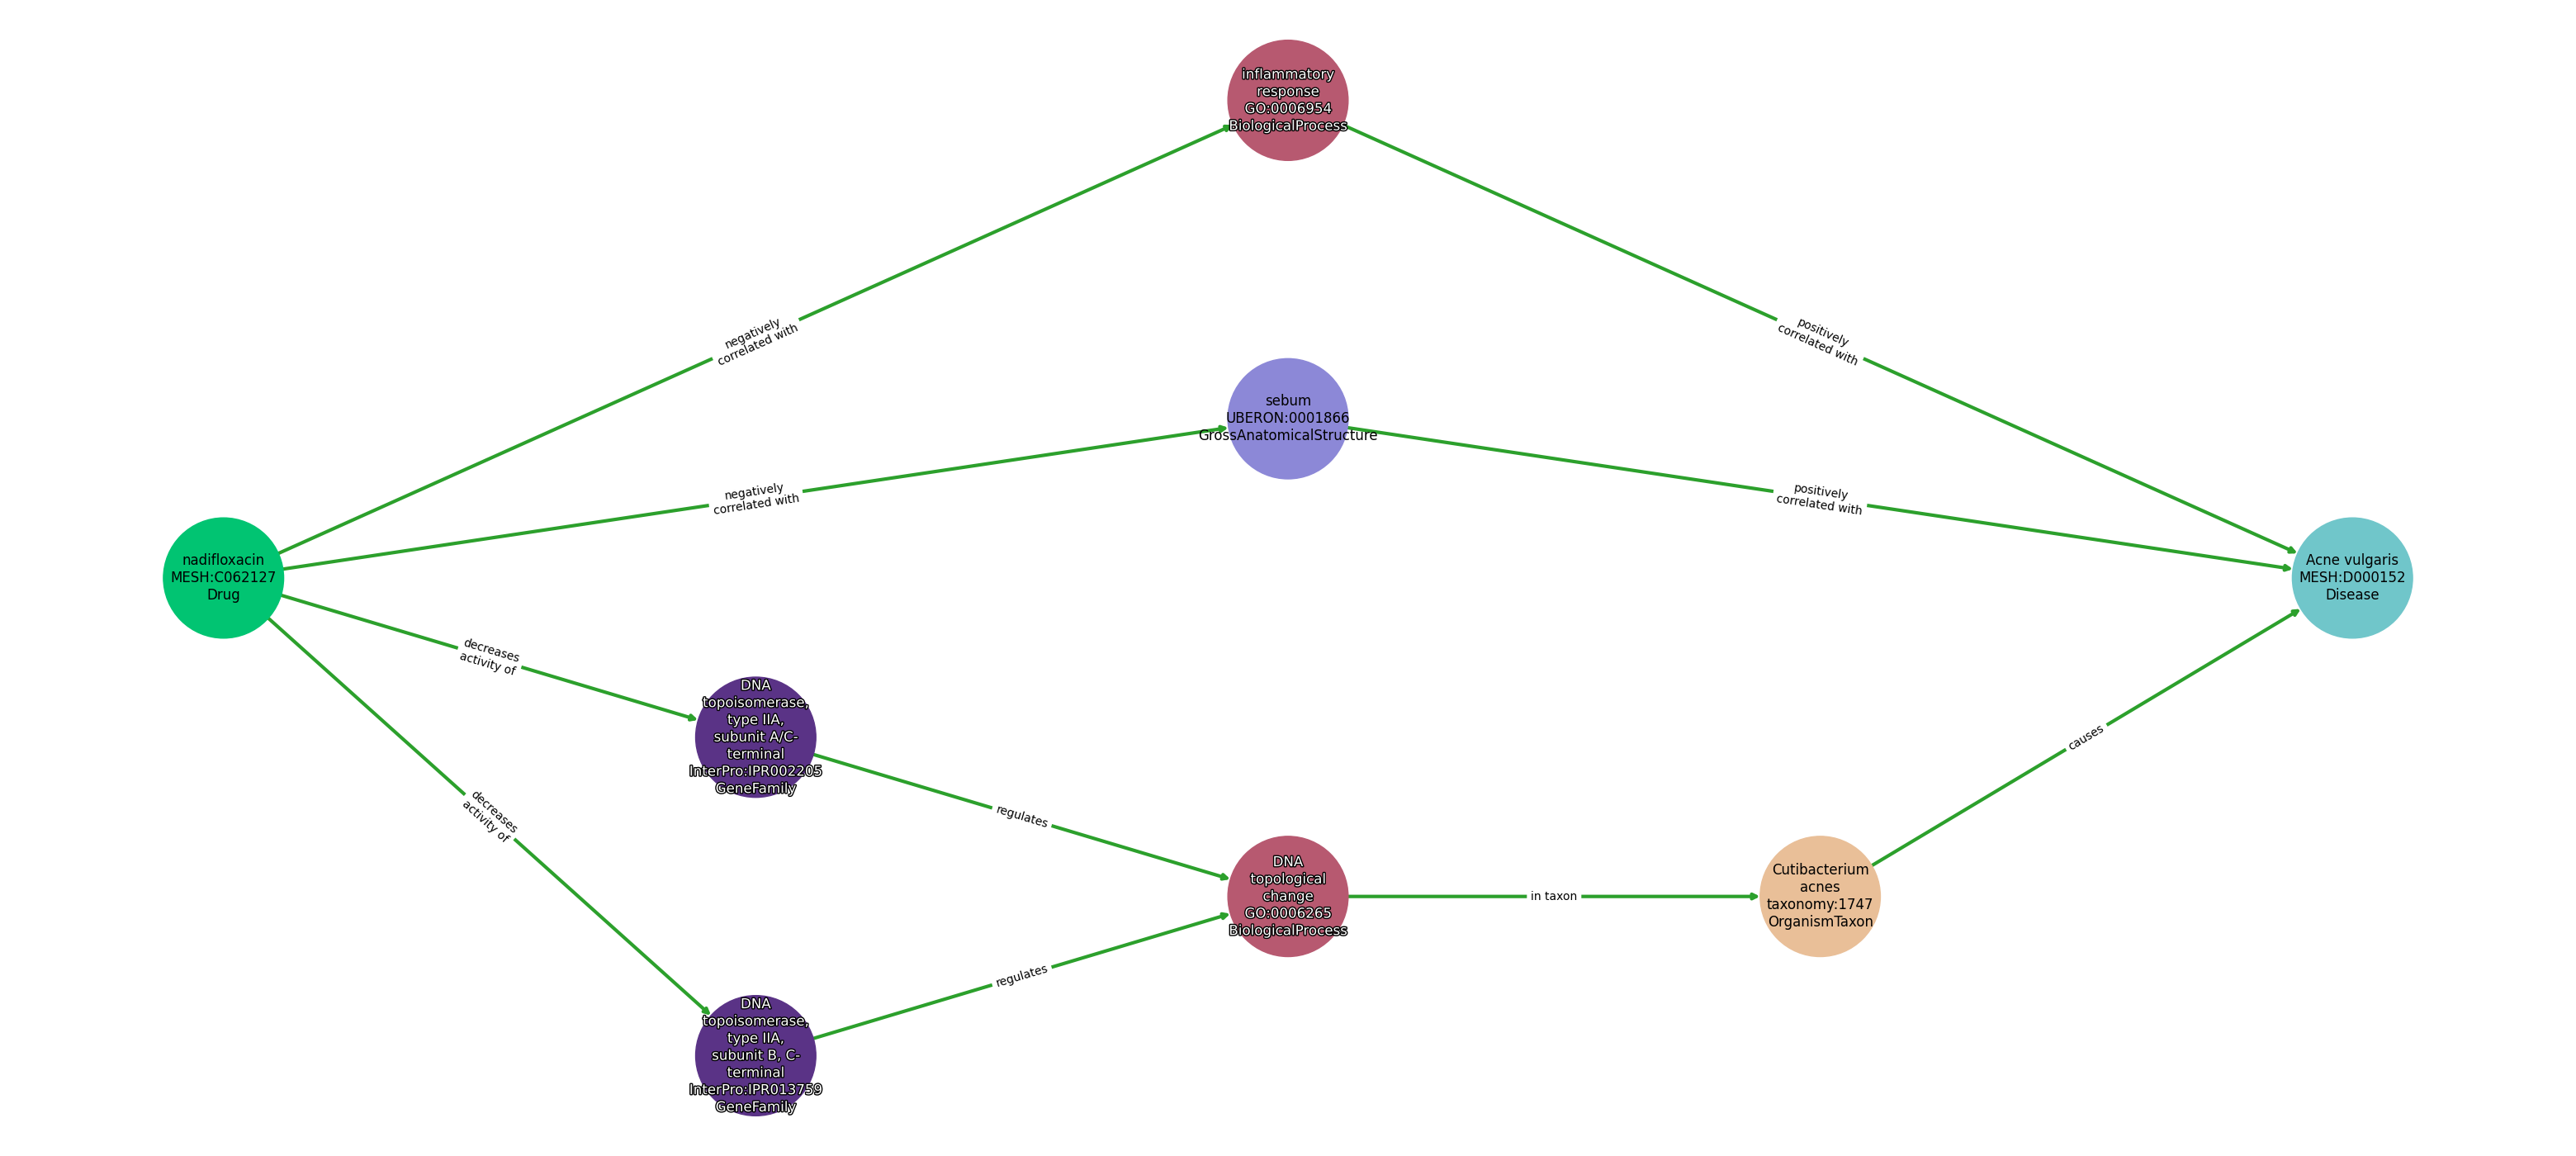 inflammatory
response
GO:0006954
BiologicalProcess
negatively
correlated with
positively
correlated with
sebum
UBERON:0001866
GrossAnatomicalStructure
negatively
correlated with
positively
correlated with
nadifloxacin
MESH:C062127
Drug
Acne vulgaris
MESH:D000152
Disease
decreases
activity of
DNA
topoisomerase,
type IIA,
subunit A/C-
terminal
InterPro:IPR002205
GeneFamily
causes
decreases
activity of
regulates
DNA
topological
change
GO:0006265
BiologicalProcess
in taxon
Cutibacterium
acnes
taxonomy:1747
OrganismTaxon
regulates
DNA
topoisomerase,
type IIA,
subunit B, C-
terminal
InterPro:IPR013759
GeneFamily